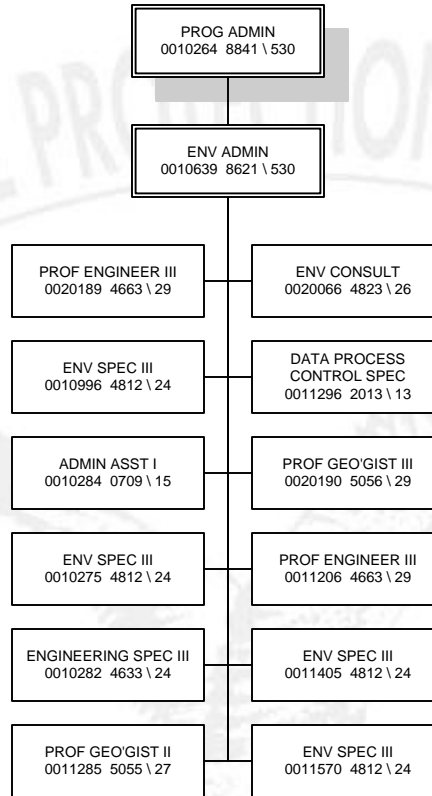 PROG ADMIN
0010264 8841 \ 530
ENV ADMIN
0010639 8621 \ 530
PROF ENGINEER III
0020189 4663 \ 29
ENV CONSULT
0020066 4823 \ 26
ENV SPEC III
0010996 4812 \ 24
DATA PROCESS
CONTROL SPEC
0011296 2013 \ 13
ADMIN ASST I
0010284 0709 \ 15
PROF GEO'GIST III
0020190 5056 \ 29
ENV SPEC III
0010275 4812 \ 24
PROF ENGINEER III
0011206 4663 \ 29
ENGINEERING SPEC III
0010282 4633 \ 24
ENV SPEC III
0011405 4812 \ 24
PROF GEO'GIST II
0011285 5055 \ 27
ENV SPEC III
0011570 4812 \ 24